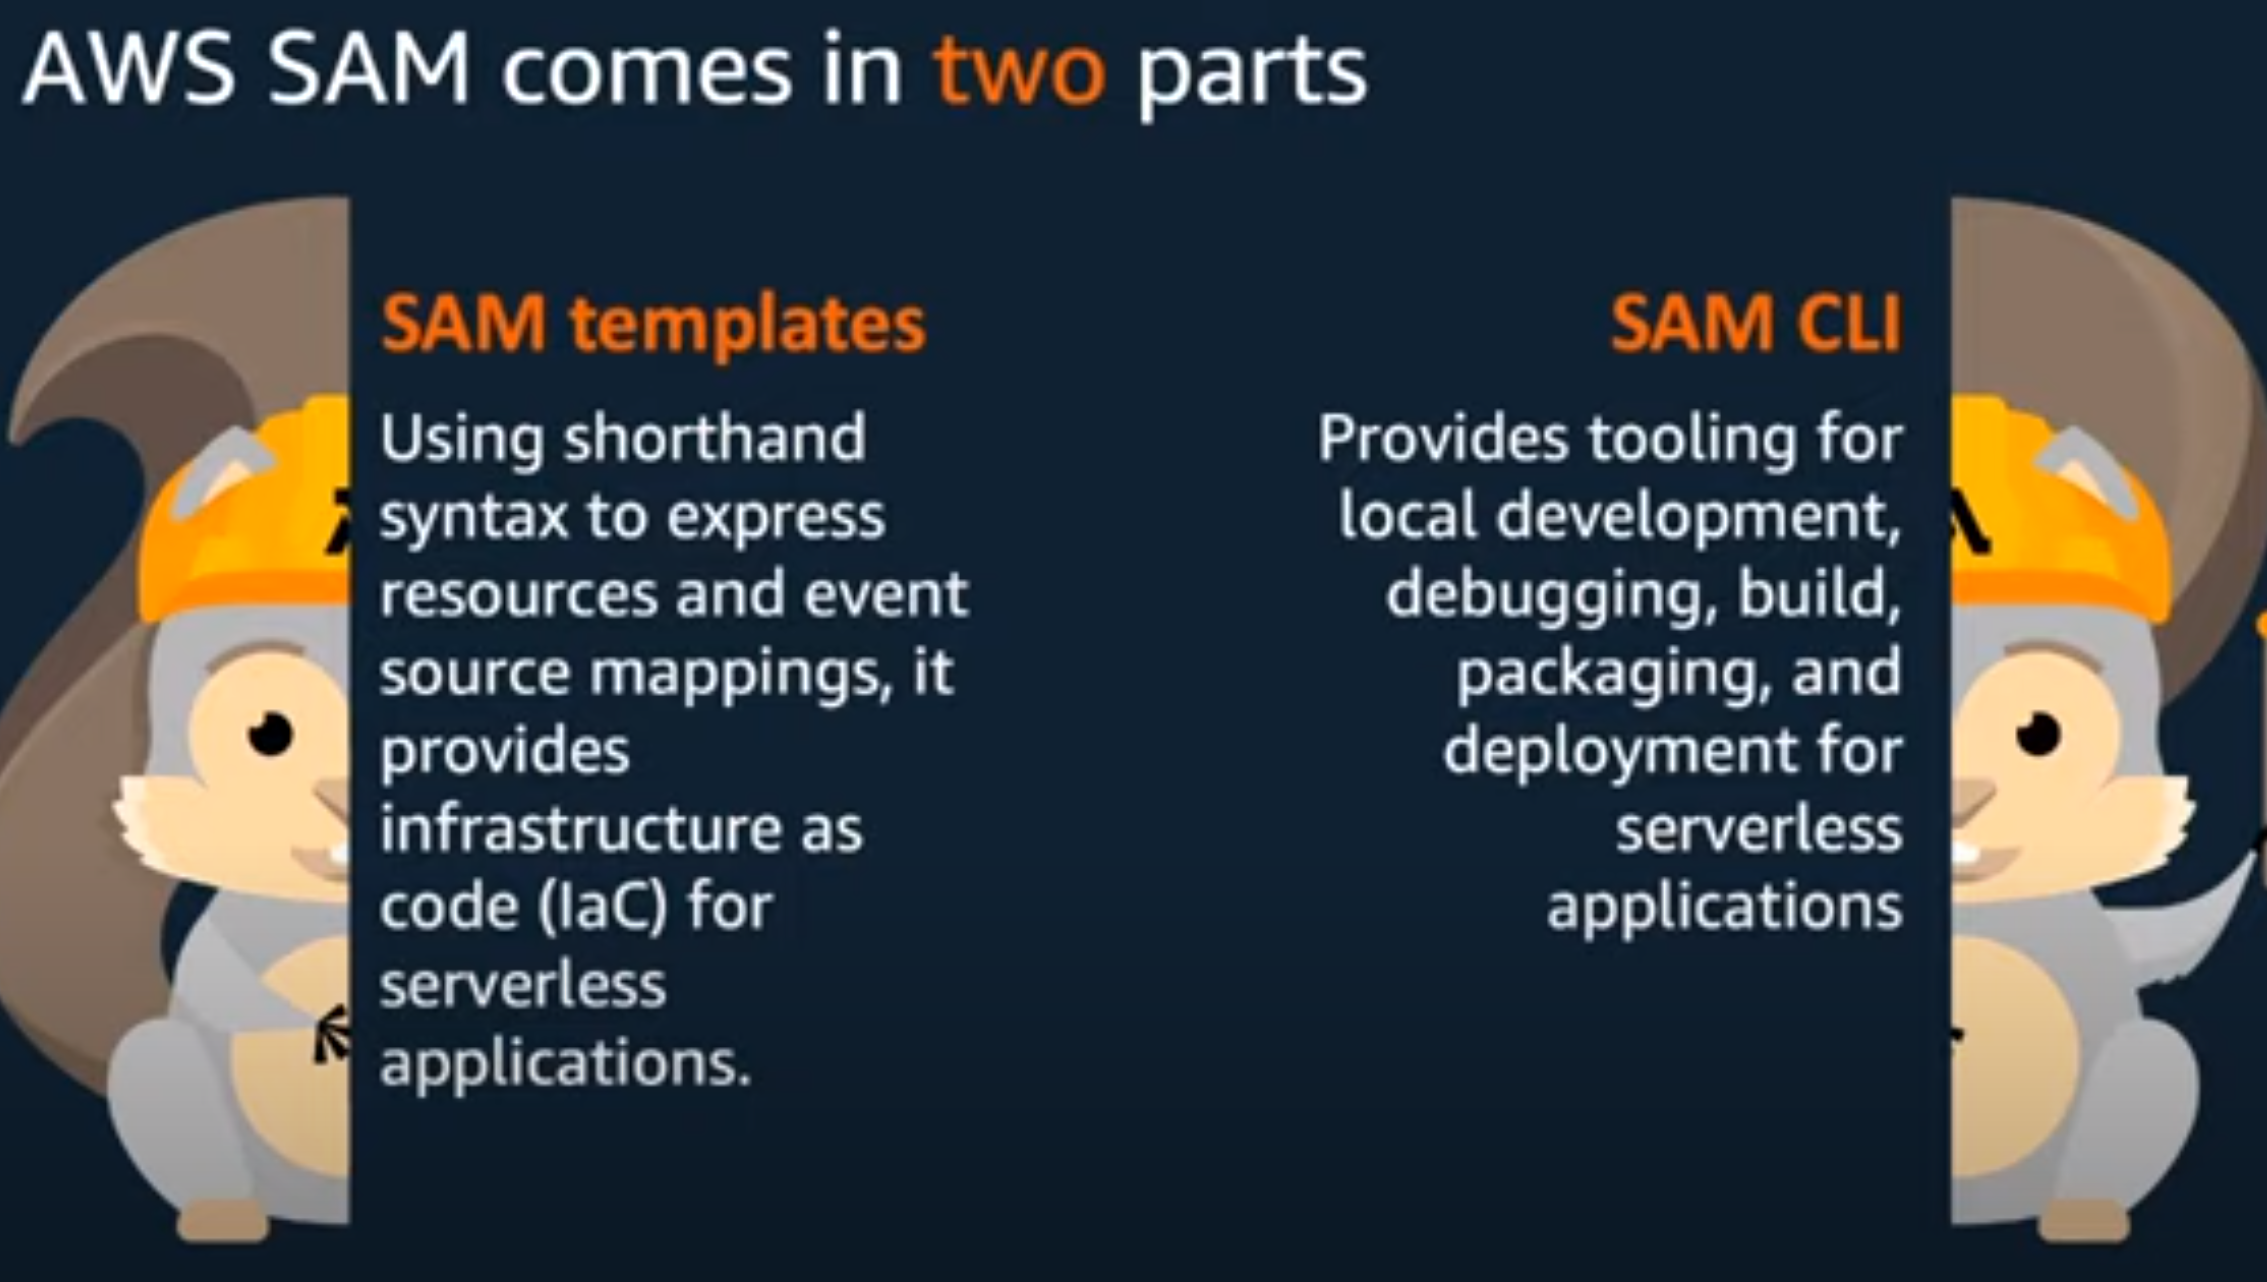 AWS SAM comes in two parts
SAM templates
Using shorthand
syntax to express
resources and event
source mappings, it
provides
infrastructure as
code (IaC) for
serverless
applications.
SAM CLI
Provides tooling for
local development,
debugging, build,
packaging, and
deployment for
serverless
applications